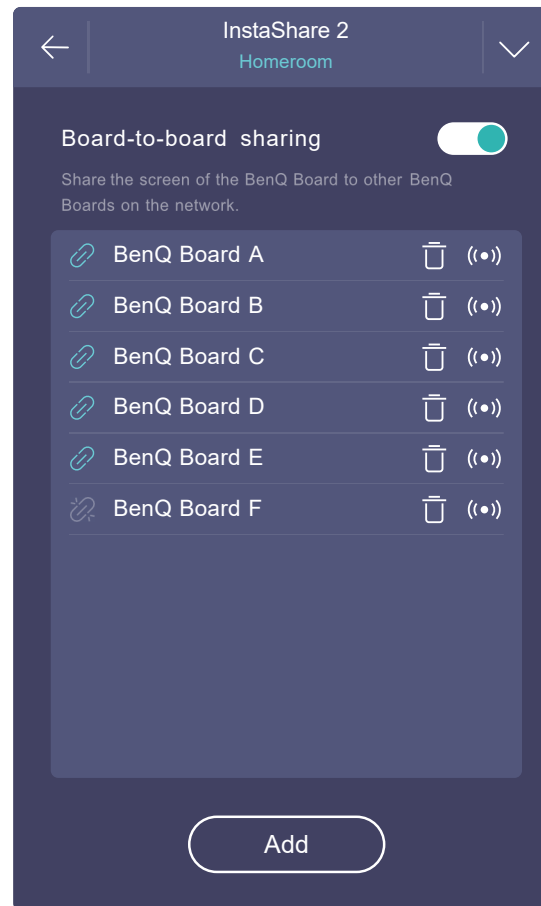 InstaShare 2
Homeroom
Board-to-board sharing
Share the screen of the BenQ Board to other BenQ
Boards on the network.
BenQ Board A
BenQ Board B
BenQ Board C
BenQ Board D
BenQ Board E
BenQ Board F
Add